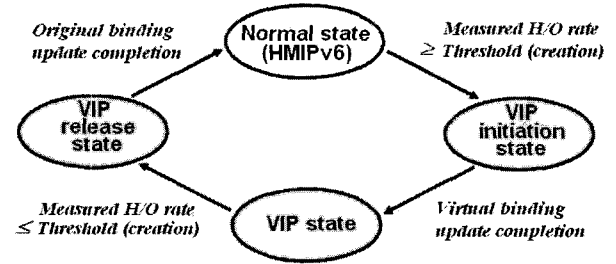 Original binding
update completion
Normal state
(HMIPv6)
Measured H/O rate
≥ Threshold (creation)
VIP
release
state
VIP
initiation
state
Measured H/O rate
≤ Threshold (creation)
VIP state
Virtual binding
update completion